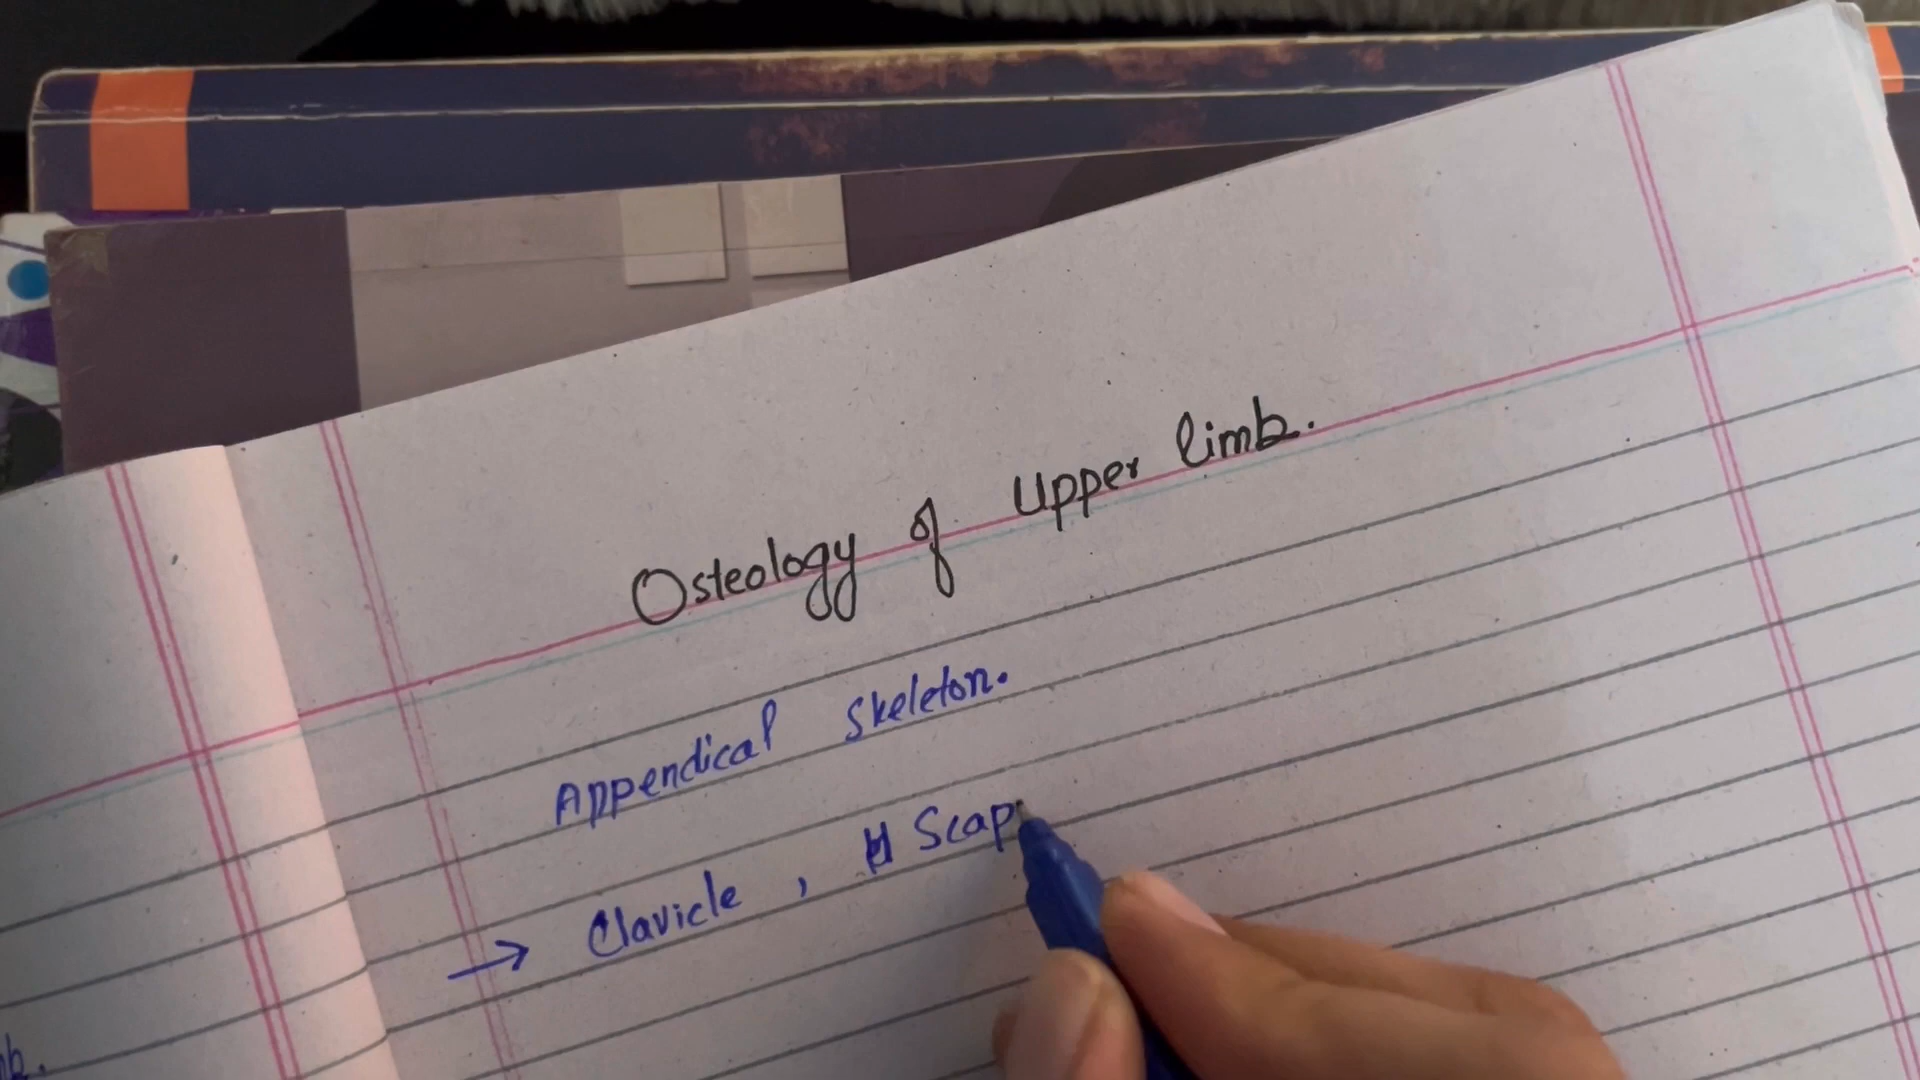 Osteology of Upper limb.
Appendical skeleton.
→ Clavicle , Scap